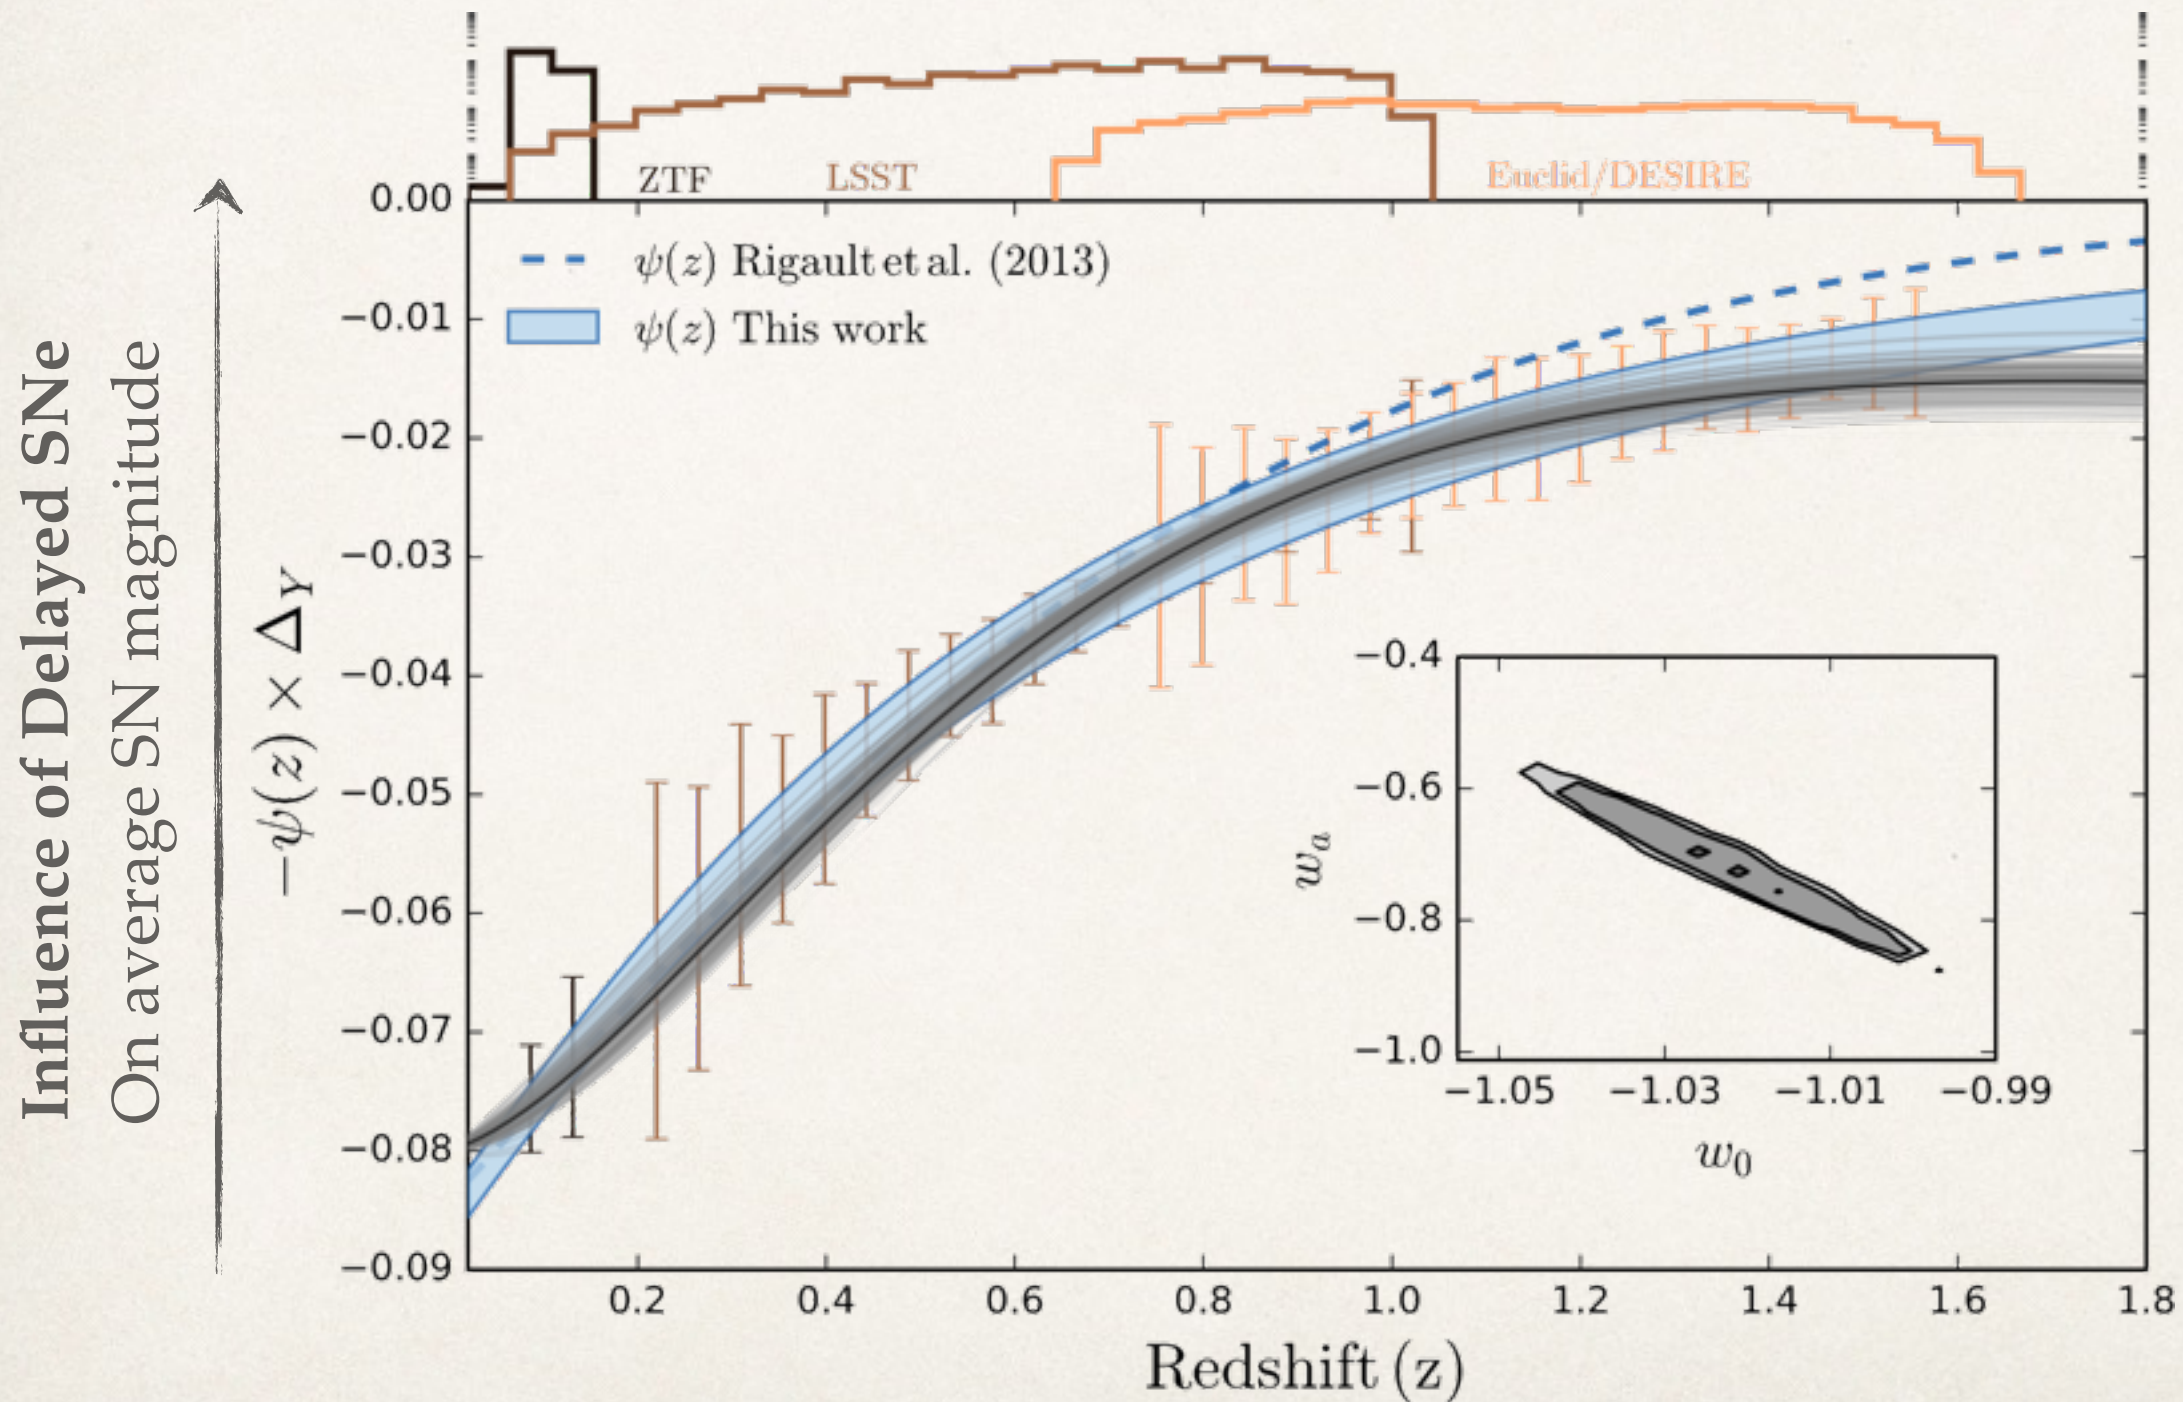 Influence of Delayed SNe
On average SN magnitude
−ψ(z) × Δ_Y
ZTF
LSST
Euclid/DESIRE
ψ(z) Rigault et al. (2013)
ψ(z) This work
0.00
−0.01
−0.02
−0.03
−0.04
−0.05
−0.06
−0.07
−0.08
−0.09
0.2 0.4 0.6 0.8 1.0 1.2 1.4 1.6 1.8
Redshift (z)
w_a
−0.4
−0.6
−0.8
−1.0
−1.05 −1.03 −1.01 −0.99
w_0